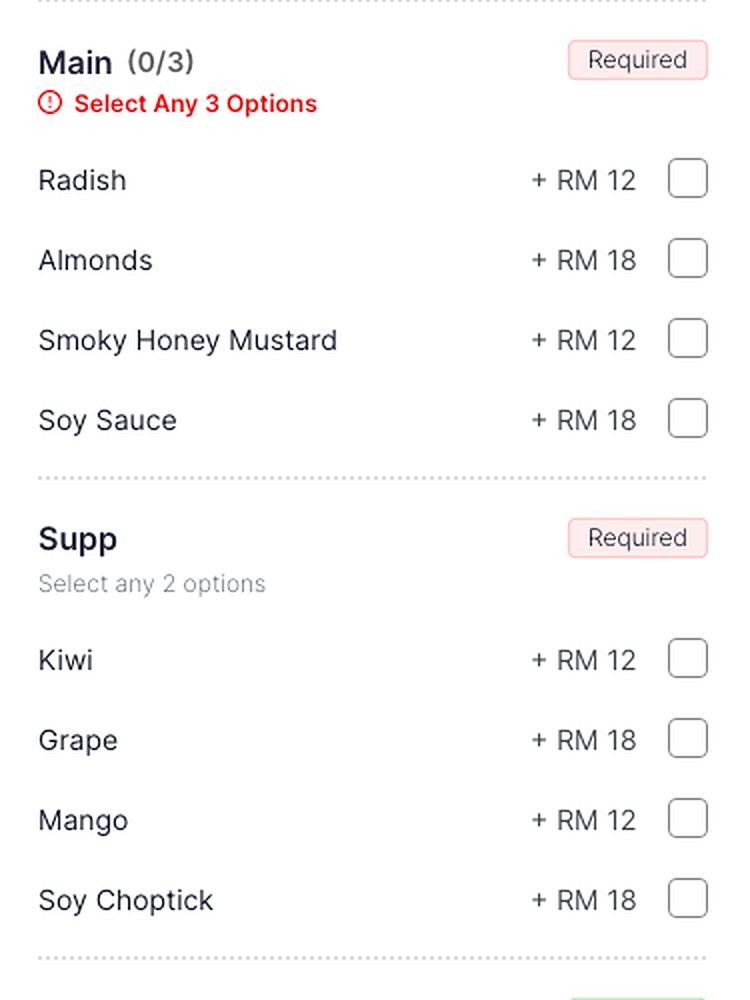 Main (0/3) Required
Select Any 3 Options
Radish + RM 12
Almonds + RM 18
Smoky Honey Mustard + RM 12
Soy Sauce + RM 18
Supp Required
Select any 2 options
Kiwi + RM 12
Grape + RM 18
Mango + RM 12
Soy Choptick + RM 18